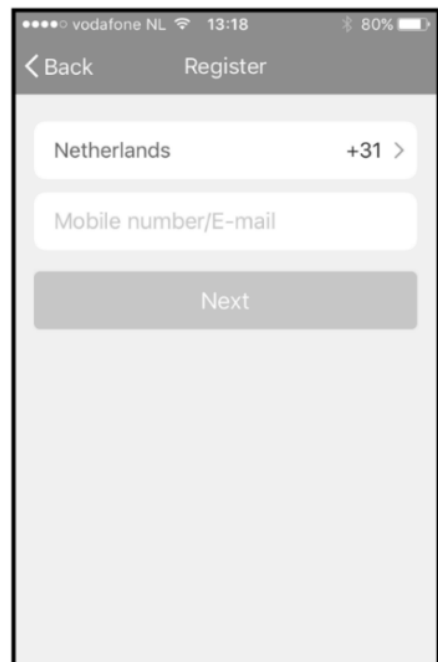 vodafone NL 13:18 80%
Back Register
Netherlands +31
Mobile number/E-mail
Next